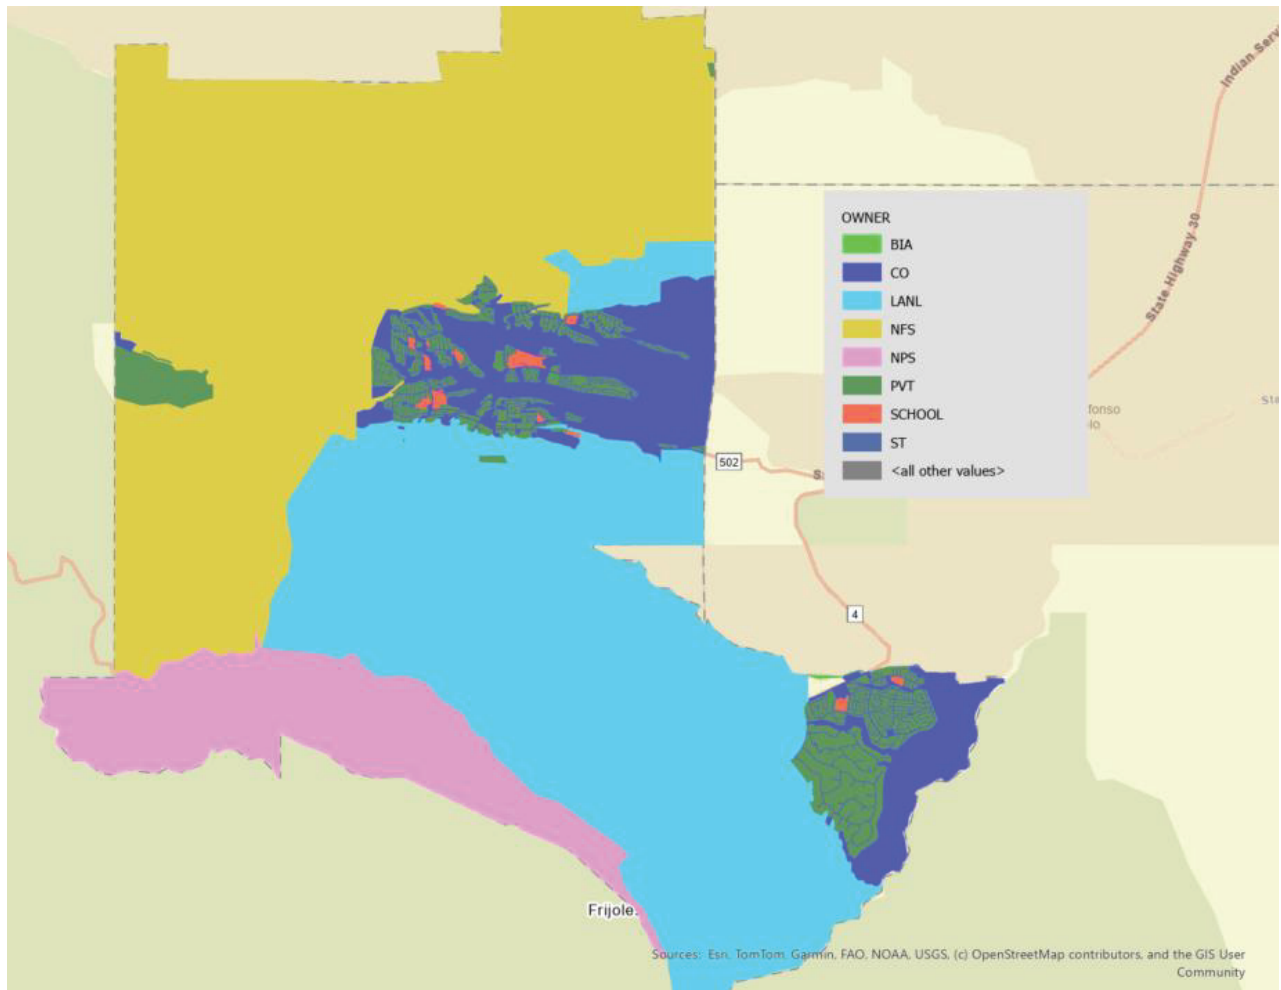 Indian Serv
State Highway 30
OWNER
BIA
CO
LANL
NFS
NPS
PVT
SCHOOL
ST
<all other values>
fonso
502
4
Frijole
Sources: Esri, TomTom, Garmin, FAO, NOAA, USGS, (c) OpenStreetMap contributors, and the GIS User
Community